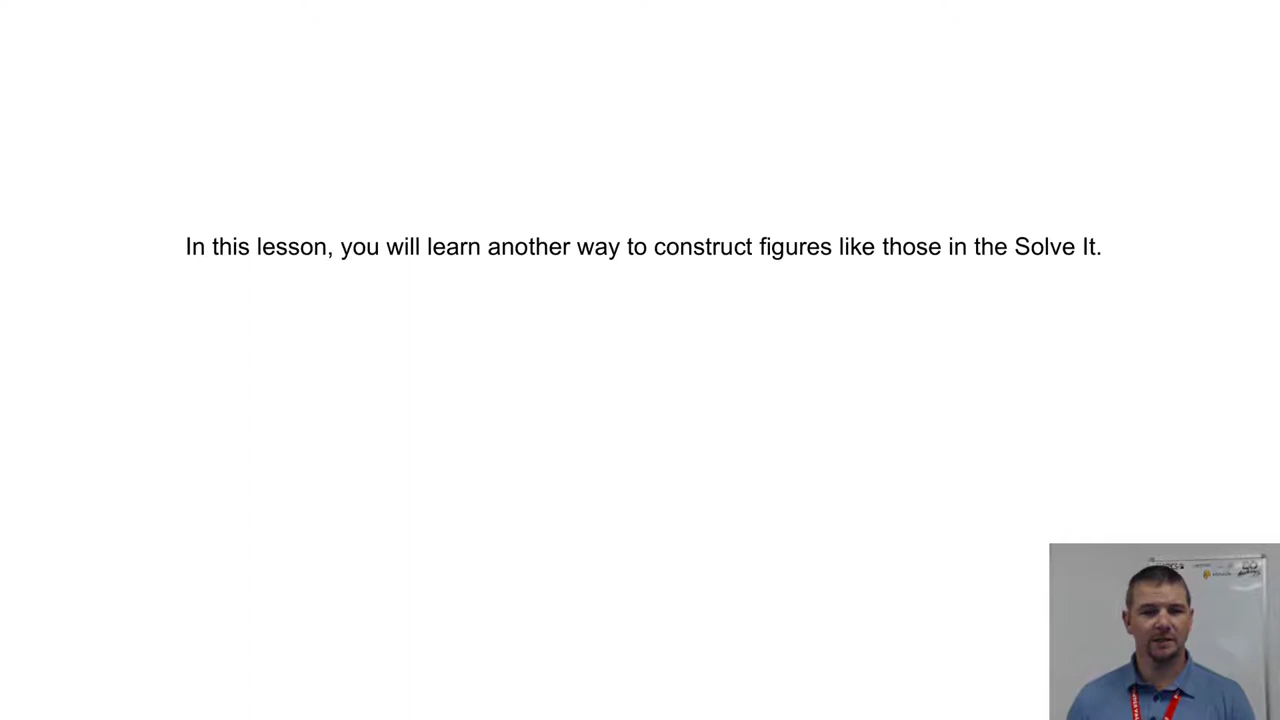 In this lesson, you will learn another way to construct figures like those in the Solve It.